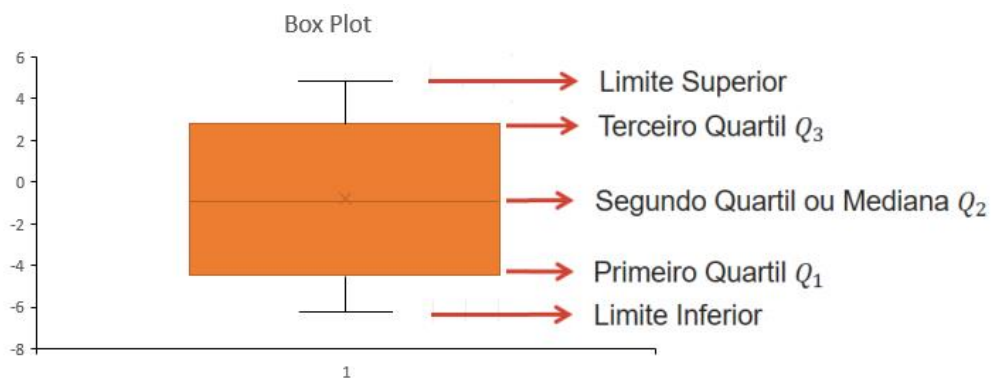 Box Plot
6
4
2
0
-2
-4
-6
-8
1
Limite Superior
Terceiro Quartil Q3
Segundo Quartil ou Mediana Q2
Primeiro Quartil Q1
Limite Inferior